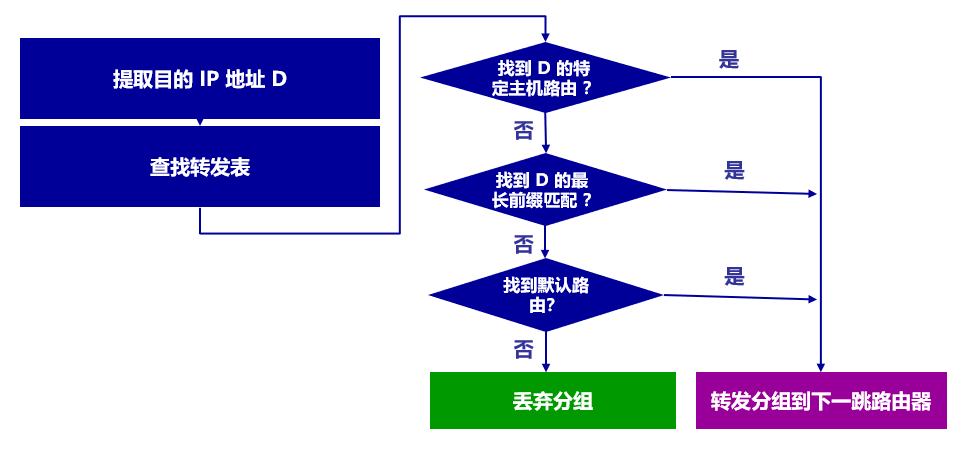 提取目的 IP 地址 D
查找转发表
找到 D 的特
定主机路由？
是
否
找到 D 的最
长前缀匹配？
是
否
找到默认路
由?
是
否
丢弃分组
转发分组到下一跳路由器